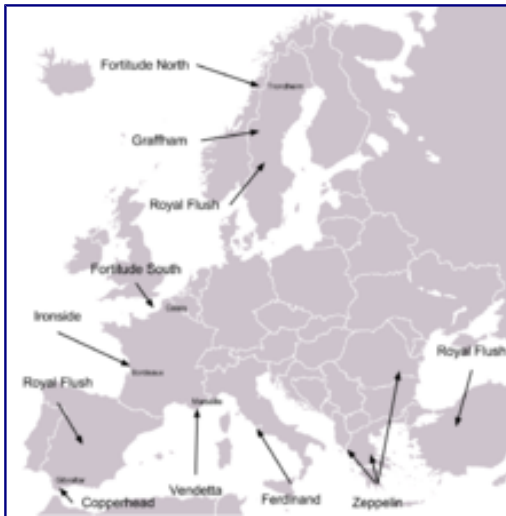 Fortitude North
Trondheim
Graffham
Royal Flush
Fortitude South
Calais
Ironside
Bordeaux
Royal Flush
Royal Flush
Marseille
Gibraltar
Copperhead
Vendetta
Ferdinand
Zeppelin